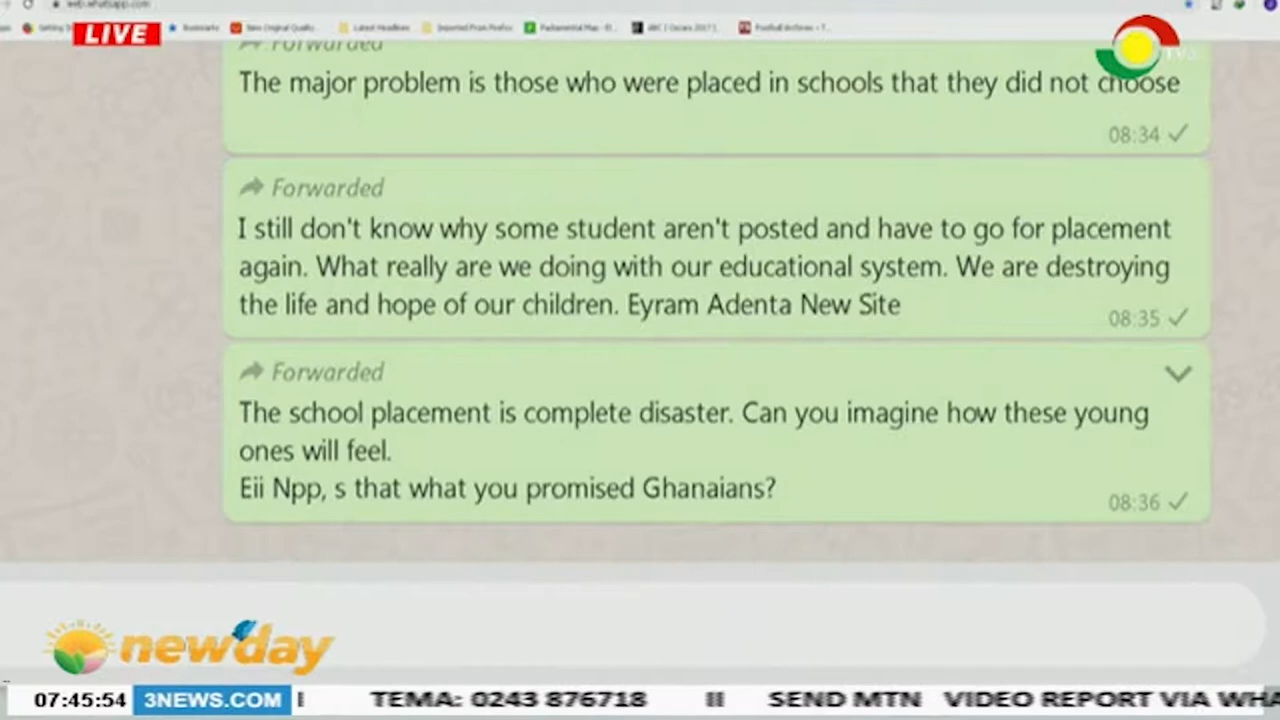 web.whatsapp.com
Bookmarks
Latest Headlines
LIVE
Forwarded
The major problem is those who were placed in schools that they did not choose
08:34
Forwarded
I still don't know why some student aren't posted and have to go for placement
again. What really are we doing with our educational system. We are destroying
the life and hope of our children. Eyram Adenta New Site
08:35
Forwarded
The school placement is complete disaster. Can you imagine how these young
ones will feel.
Eii Npp, s that what you promised Ghanaians?
08:36
newday
07:45:54 3NEWS.COM TEMA: 0243 876718 II SEND MTN VIDEO REPORT VIA WHA